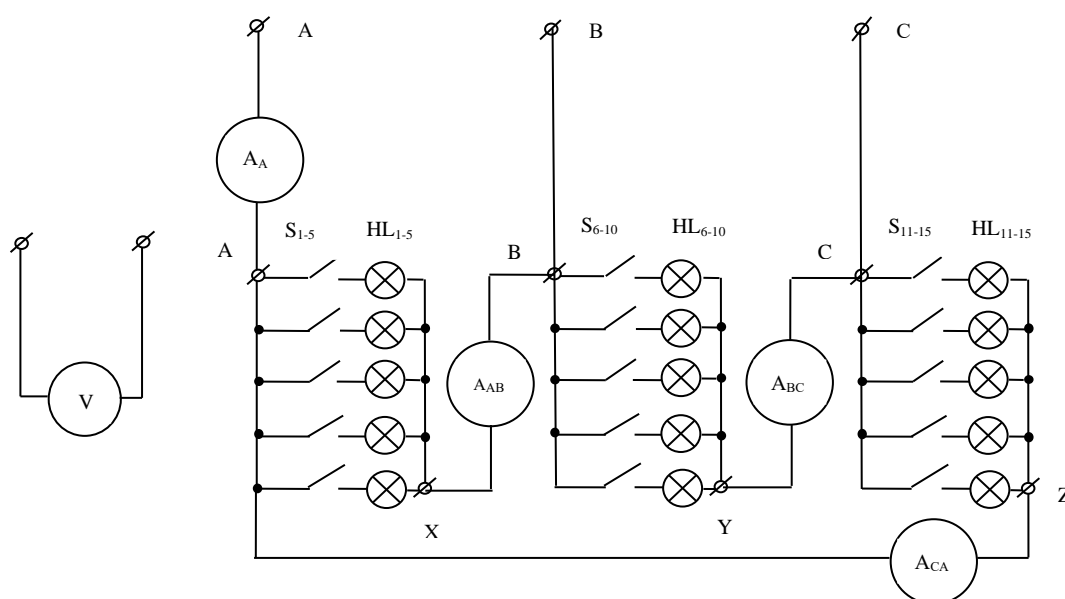 A B C
A_A
S_1-5 HL_1-5 S_6-10 HL_6-10 S_11-15 HL_11-15
A B C
V A_AB A_BC
X Y Z
A_CA